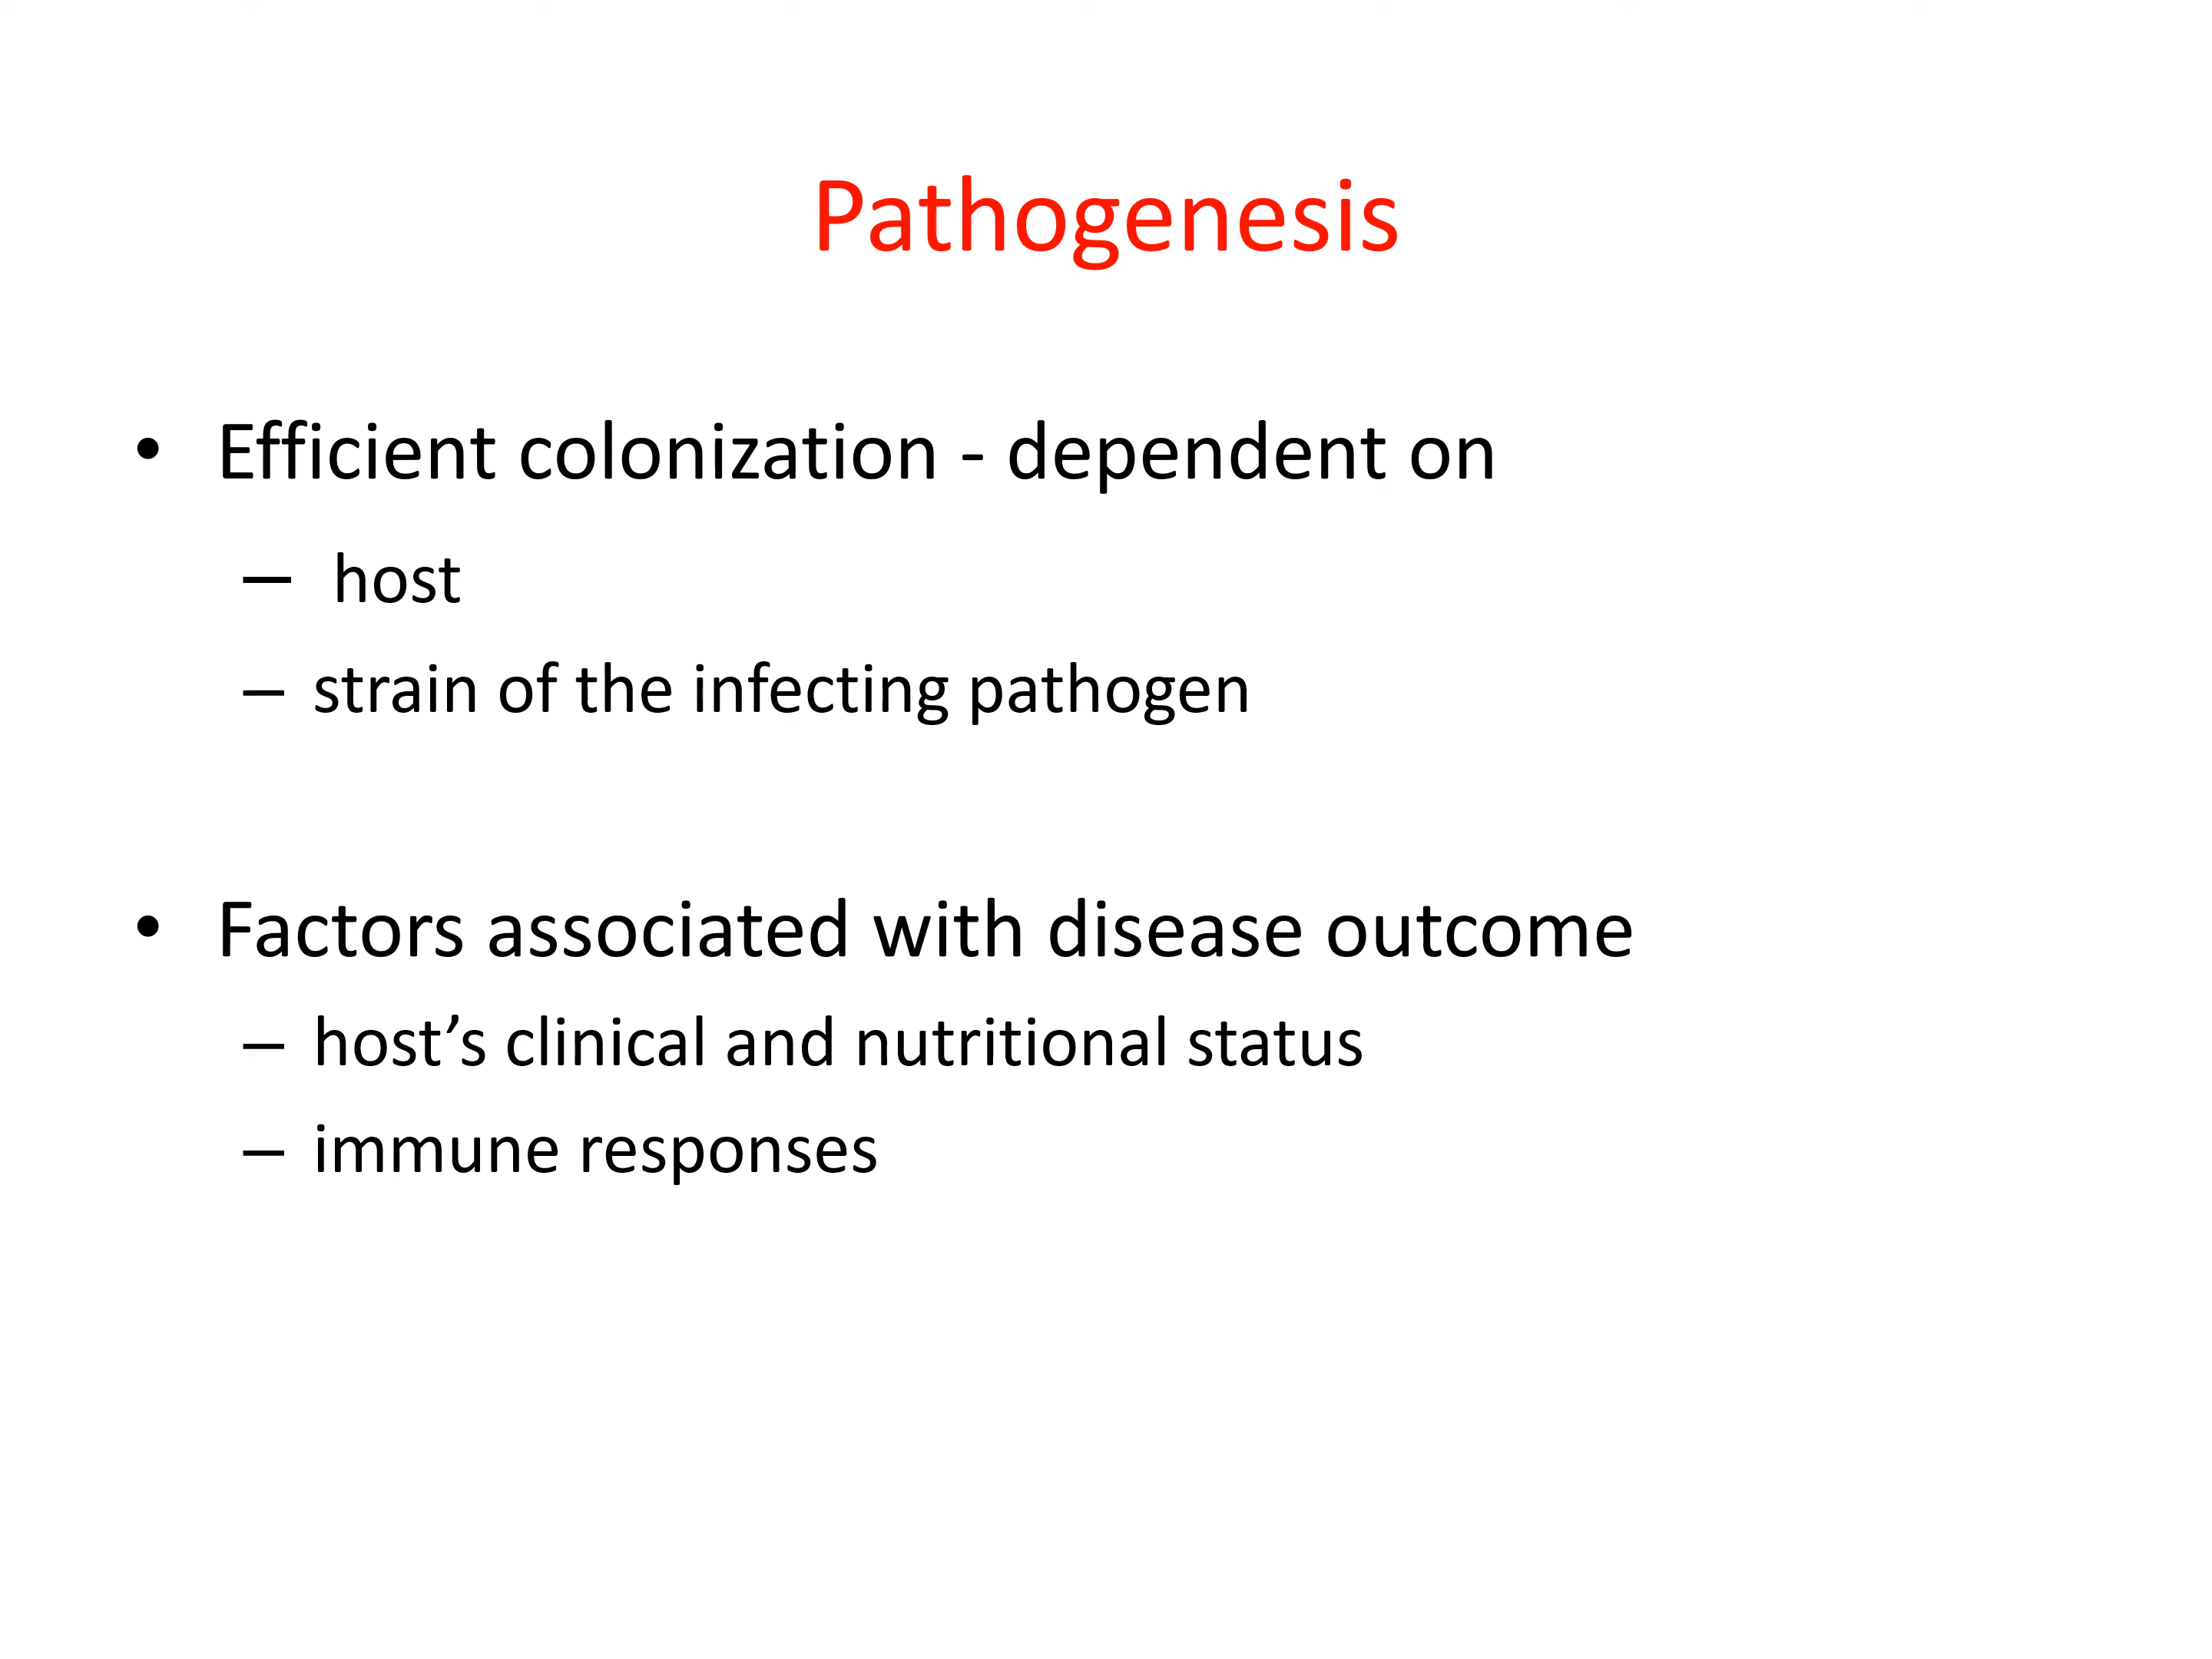 Pathogenesis
• Efficient colonization - dependent on
– host
– strain of the infecting pathogen
• Factors associated with disease outcome
– host’s clinical and nutritional status
– immune responses